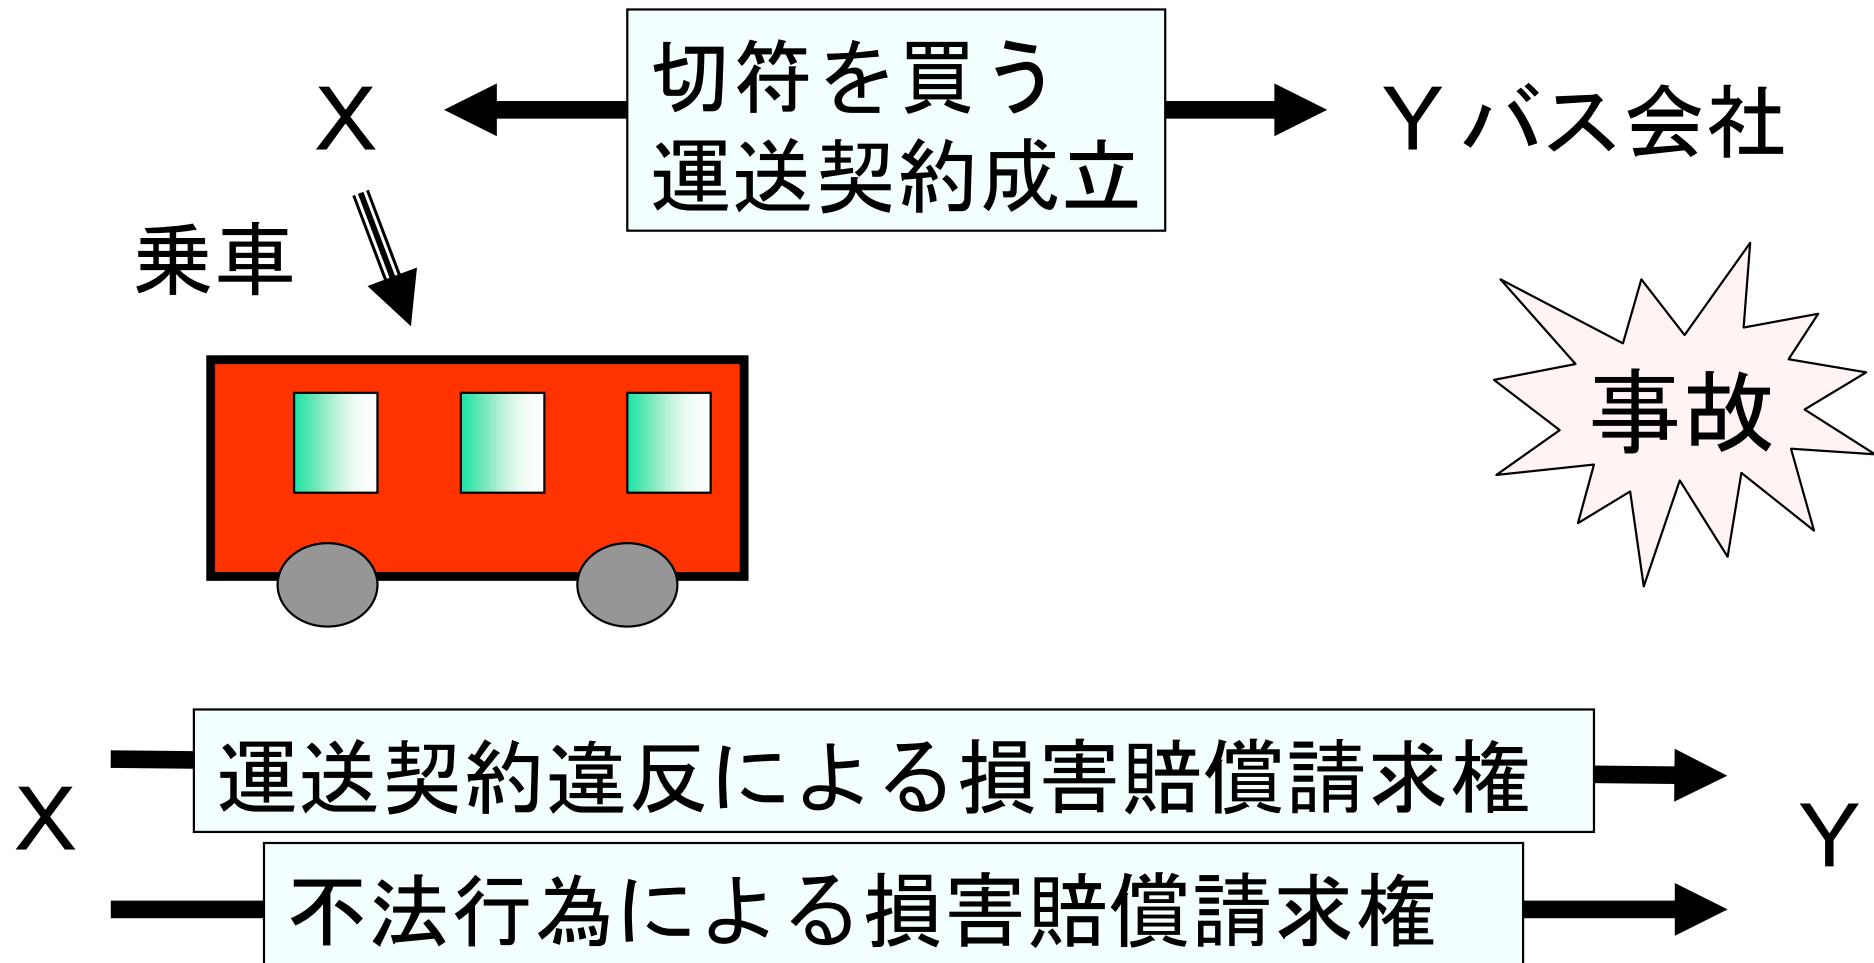 切符を買う
運送契約成立
X
Yバス会社
乗車
事故
運送契約違反による損害賠償請求権
X
Y
不法行為による損害賠償請求権